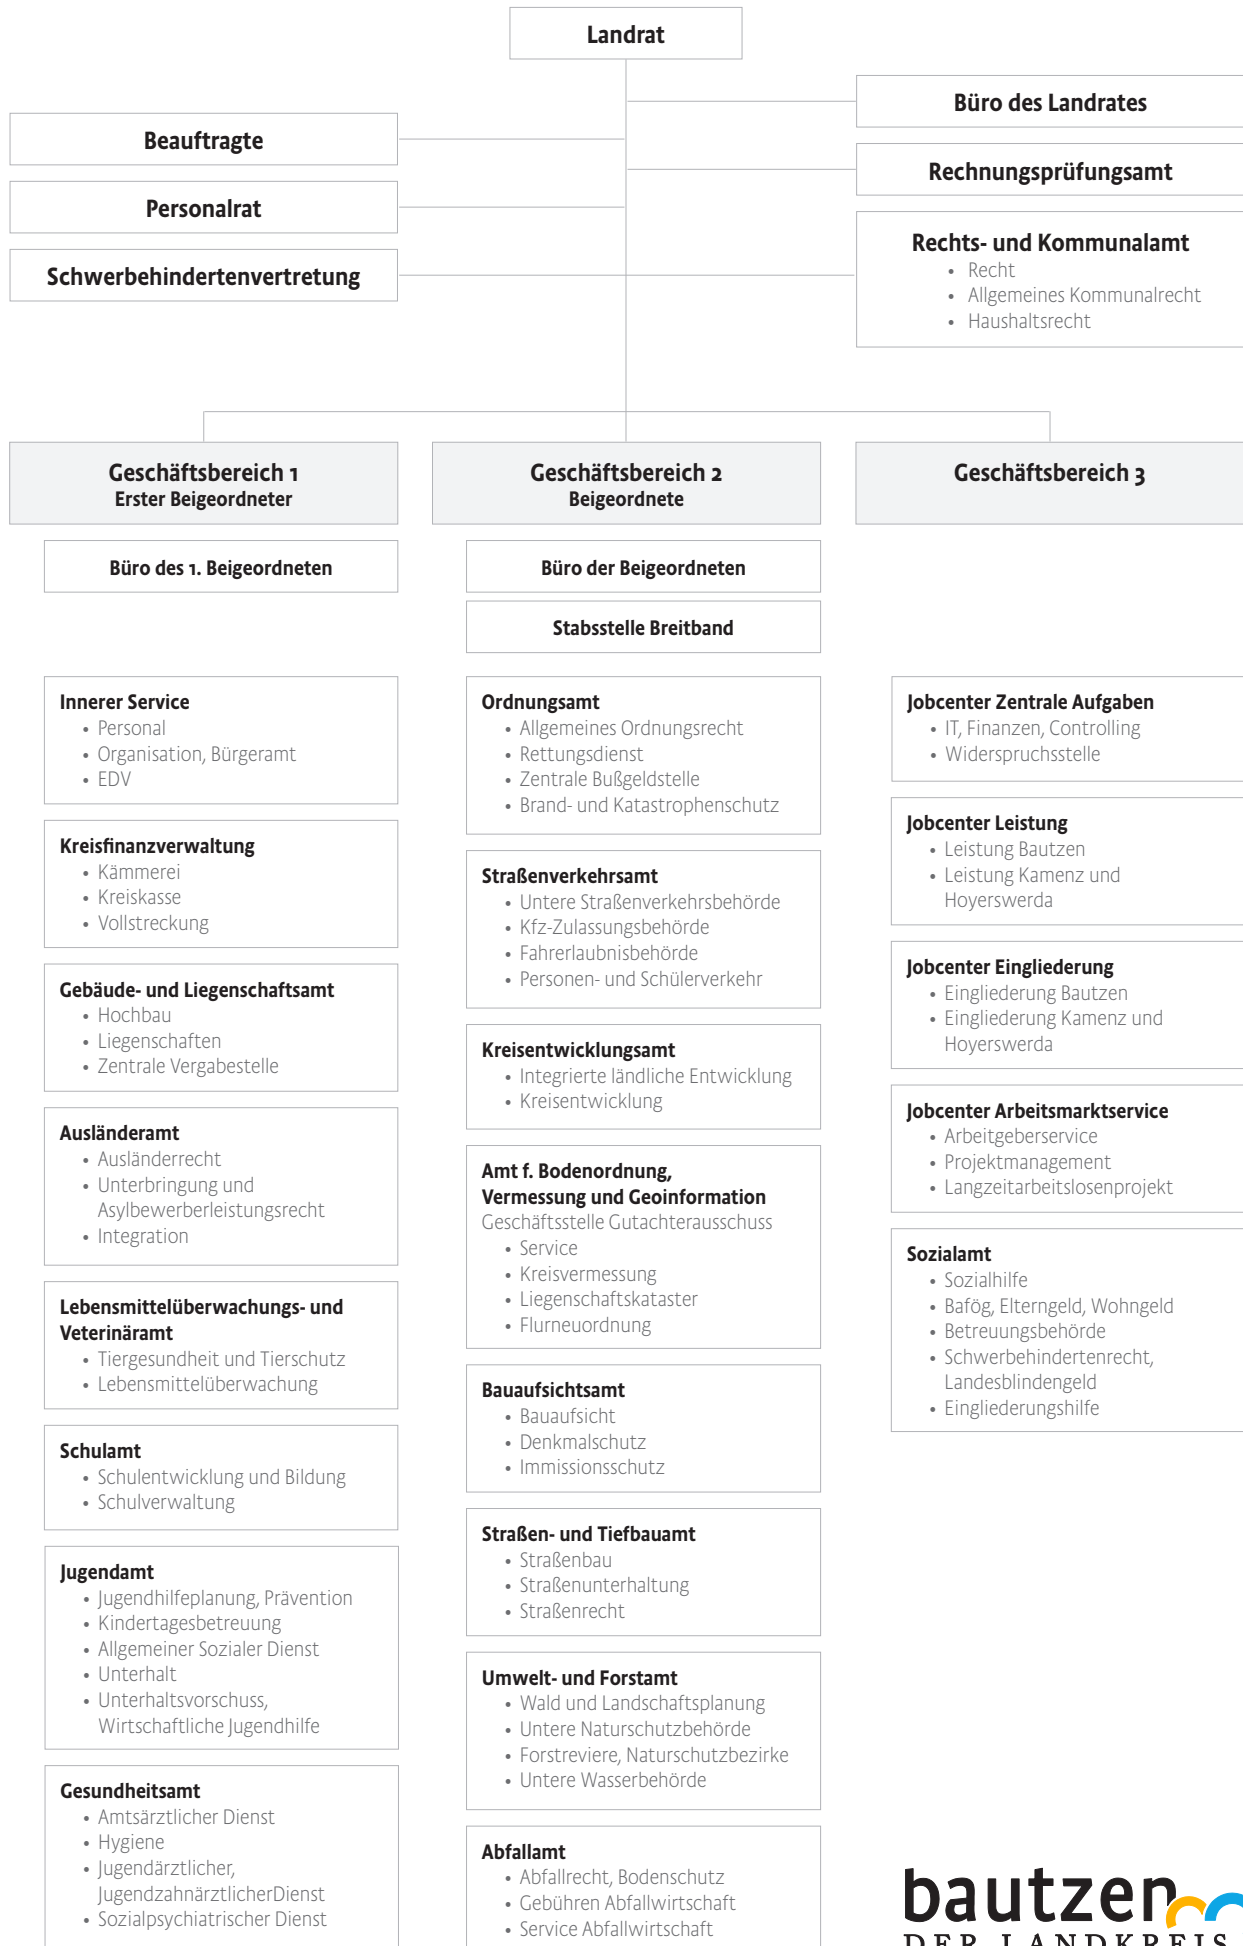 Landrat
Büro des Landrates
Beauftragte
Rechnungsprüfungsamt
Personalrat
Rechts- und Kommunalamt
• Recht
• Allgemeines Kommunalrecht
• Haushaltsrecht
Schwerbehindertenvertretung
Geschäftsbereich 1
Erster Beigeordneter
Büro des 1. Beigeordneten
Innerer Service
• Personal
• Organisation, Bürgeramt
• EDV
Kreisfinanzverwaltung
• Kämmerei
• Kreiskasse
• Vollstreckung
Gebäude- und Liegenschaftsamt
• Hochbau
• Liegenschaften
• Zentrale Vergabestelle
Ausländeramt
• Ausländerrecht
• Unterbringung und
Asylbewerberleistungsrecht
• Integration
Lebensmittelüberwachungs- und
Veterinäramt
• Tiergesundheit und Tierschutz
• Lebensmittelüberwachung
Schulamt
• Schulentwicklung und Bildung
• Schulverwaltung
Jugendamt
• Jugendhilfeplanung, Prävention
• Kindertagesbetreuung
• Allgemeiner Sozialer Dienst
• Unterhalt
• Unterhaltsvorschuss,
Wirtschaftliche Jugendhilfe
Gesundheitsamt
• Amtsärztlicher Dienst
• Hygiene
• Jugendärztlicher,
JugendzahnärztlicherDienst
• Sozialpsychiatrischer Dienst
Geschäftsbereich 2
Beigeordnete
Büro der Beigeordneten
Stabsstelle Breitband
Ordnungsamt
• Allgemeines Ordnungsrecht
• Rettungsdienst
• Zentrale Bußgeldstelle
• Brand- und Katastrophenschutz
Straßenverkehrsamt
• Untere Straßenverkehrsbehörde
• Kfz-Zulassungsbehörde
• Fahrerlaubnisbehörde
• Personen- und Schülerverkehr
Kreisentwicklungsamt
• Integrierte ländliche Entwicklung
• Kreisentwicklung
Amt f. Bodenordnung,
Vermessung und Geoinformation
Geschäftsstelle Gutachterausschuss
• Service
• Kreisvermessung
• Liegenschaftskataster
• Flurneuordnung
Bauaufsichtsamt
• Bauaufsicht
• Denkmalschutz
• Immissionsschutz
Straßen- und Tiefbauamt
• Straßenbau
• Straßenunterhaltung
• Straßenrecht
Umwelt- und Forstamt
• Wald und Landschaftsplanung
• Untere Naturschutzbehörde
• Forstreviere, Naturschutzbezirke
• Untere Wasserbehörde
Abfallamt
• Abfallrecht, Bodenschutz
• Gebühren Abfallwirtschaft
• Service Abfallwirtschaft
Geschäftsbereich 3
Jobcenter Zentrale Aufgaben
• IT, Finanzen, Controlling
• Widerspruchsstelle
Jobcenter Leistung
• Leistung Bautzen
• Leistung Kamenz und
Hoyerswerda
Jobcenter Eingliederung
• Eingliederung Bautzen
• Eingliederung Kamenz und
Hoyerswerda
Jobcenter Arbeitsmarktservice
• Arbeitgeberservice
• Projektmanagement
• Langzeitarbeitslosenprojekt
Sozialamt
• Sozialhilfe
• Bafög, Elterngeld, Wohngeld
• Betreuungsbehörde
• Schwerbehindertenrecht,
Landesblindengeld
• Eingliederungshilfe
bautzen
DER LANDKREIS